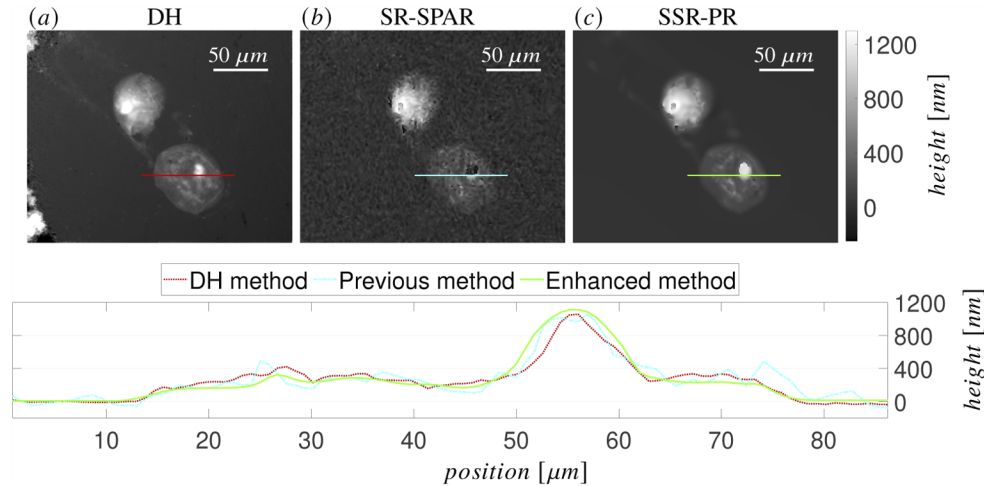 (a) DH (b) SR-SPAR (c) SSR-PR
50 μm 50 μm 50 μm
1200
800
400
0
height [nm]
DH method Previous method Enhanced method
1200
800
400
0
height [nm]
10 20 30 40 50 60 70 80
position [μm]